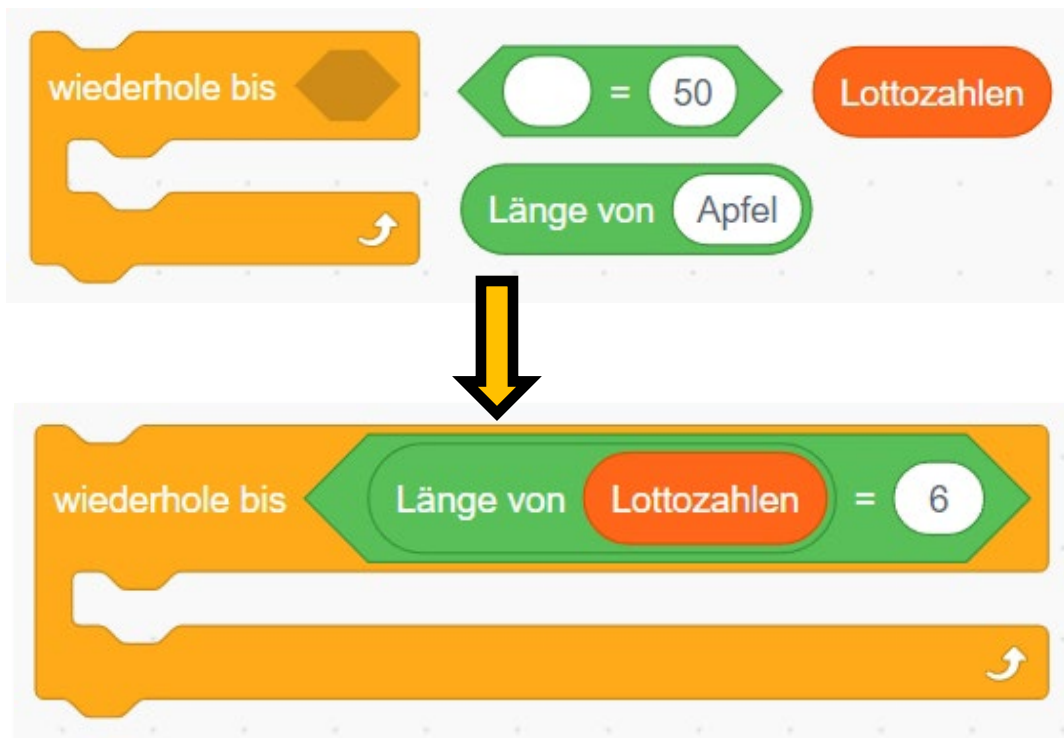 wiederhole bis
= 50
Lottozahlen
Länge von Apfel
wiederhole bis Länge von Lottozahlen = 6